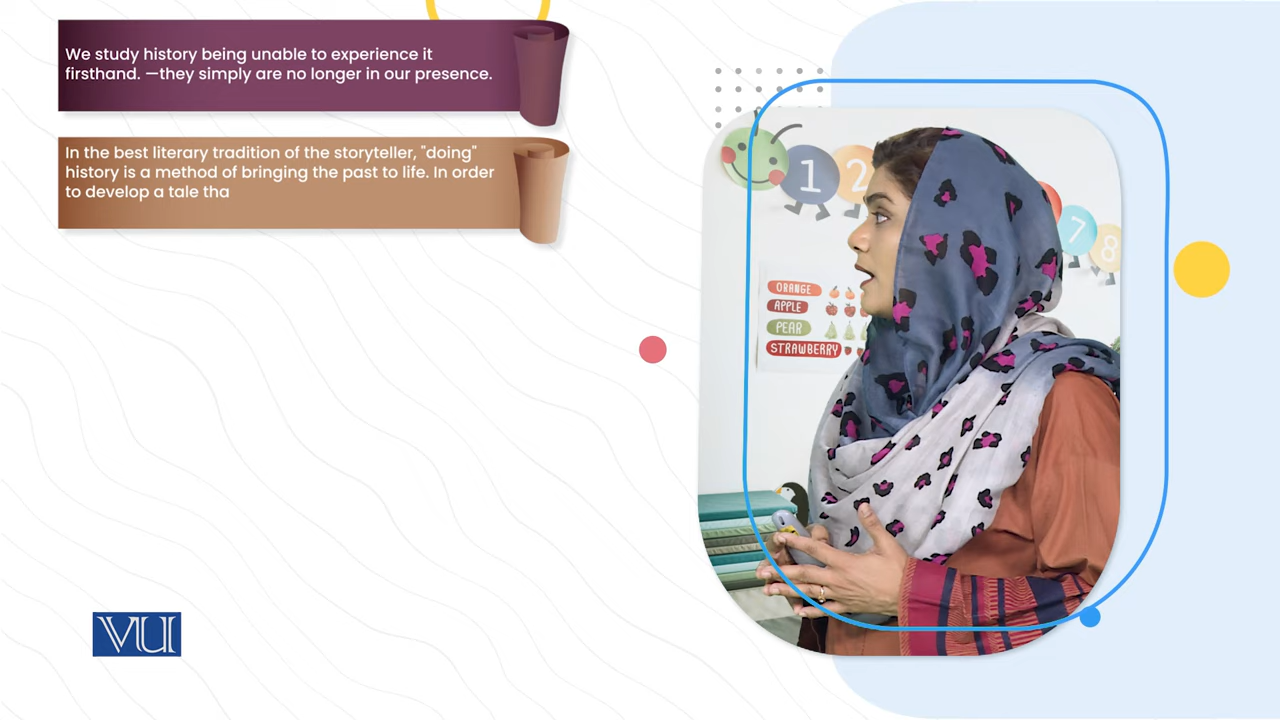 We study history being unable to experience it
firsthand. —they simply are no longer in our presence.
In the best literary tradition of the storyteller, "doing"
history is a method of bringing the past to life. In order
to develop a tale tha
1
2
7
8
ORANGE
APPLE
PEAR
STRAWBERRY
VU